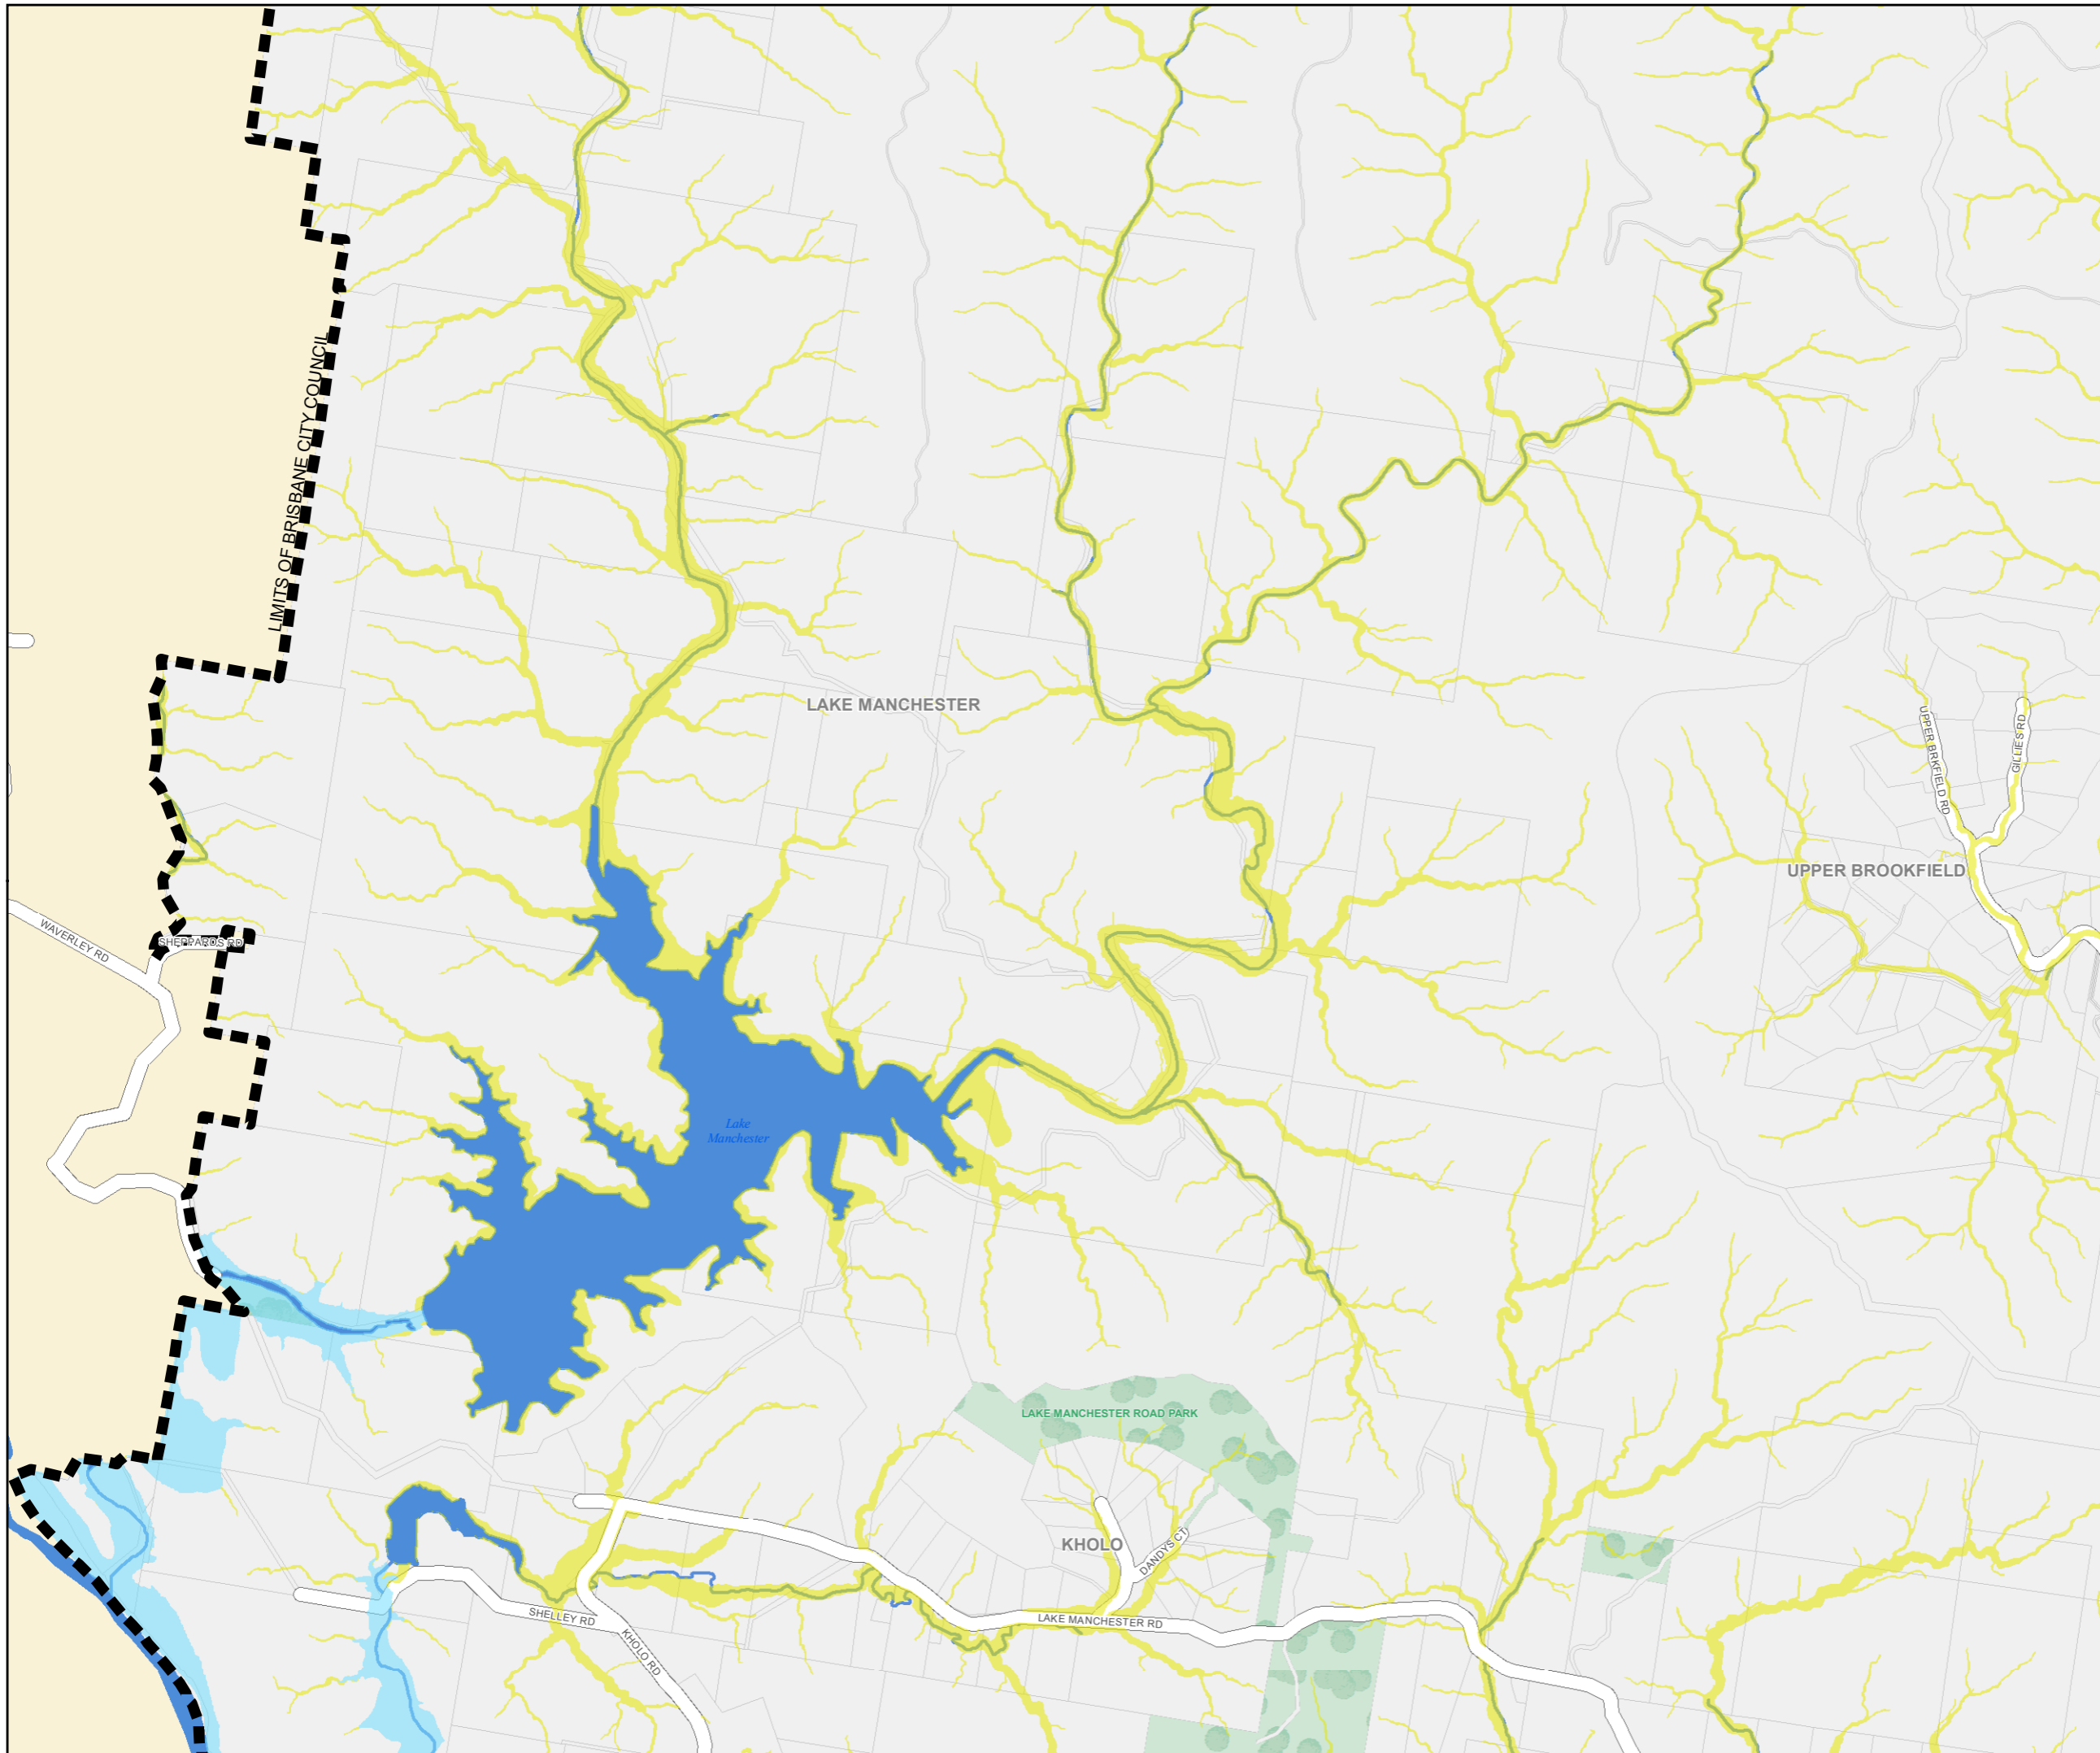 LIMITS OF BRISBANE CITY COUNCIL
LAKE MANCHESTER
UPPER BRKFIELD RD
GILLIES RD
UPPER BROOKFIELD
WAVERLEY RD
SHEPPARDS RD
Lake
Manchester
LAKE MANCHESTER ROAD PARK
KHOLO
DANDYS CT
SHELLEY RD
LAKE MANCHESTER RD
KHOLO RD